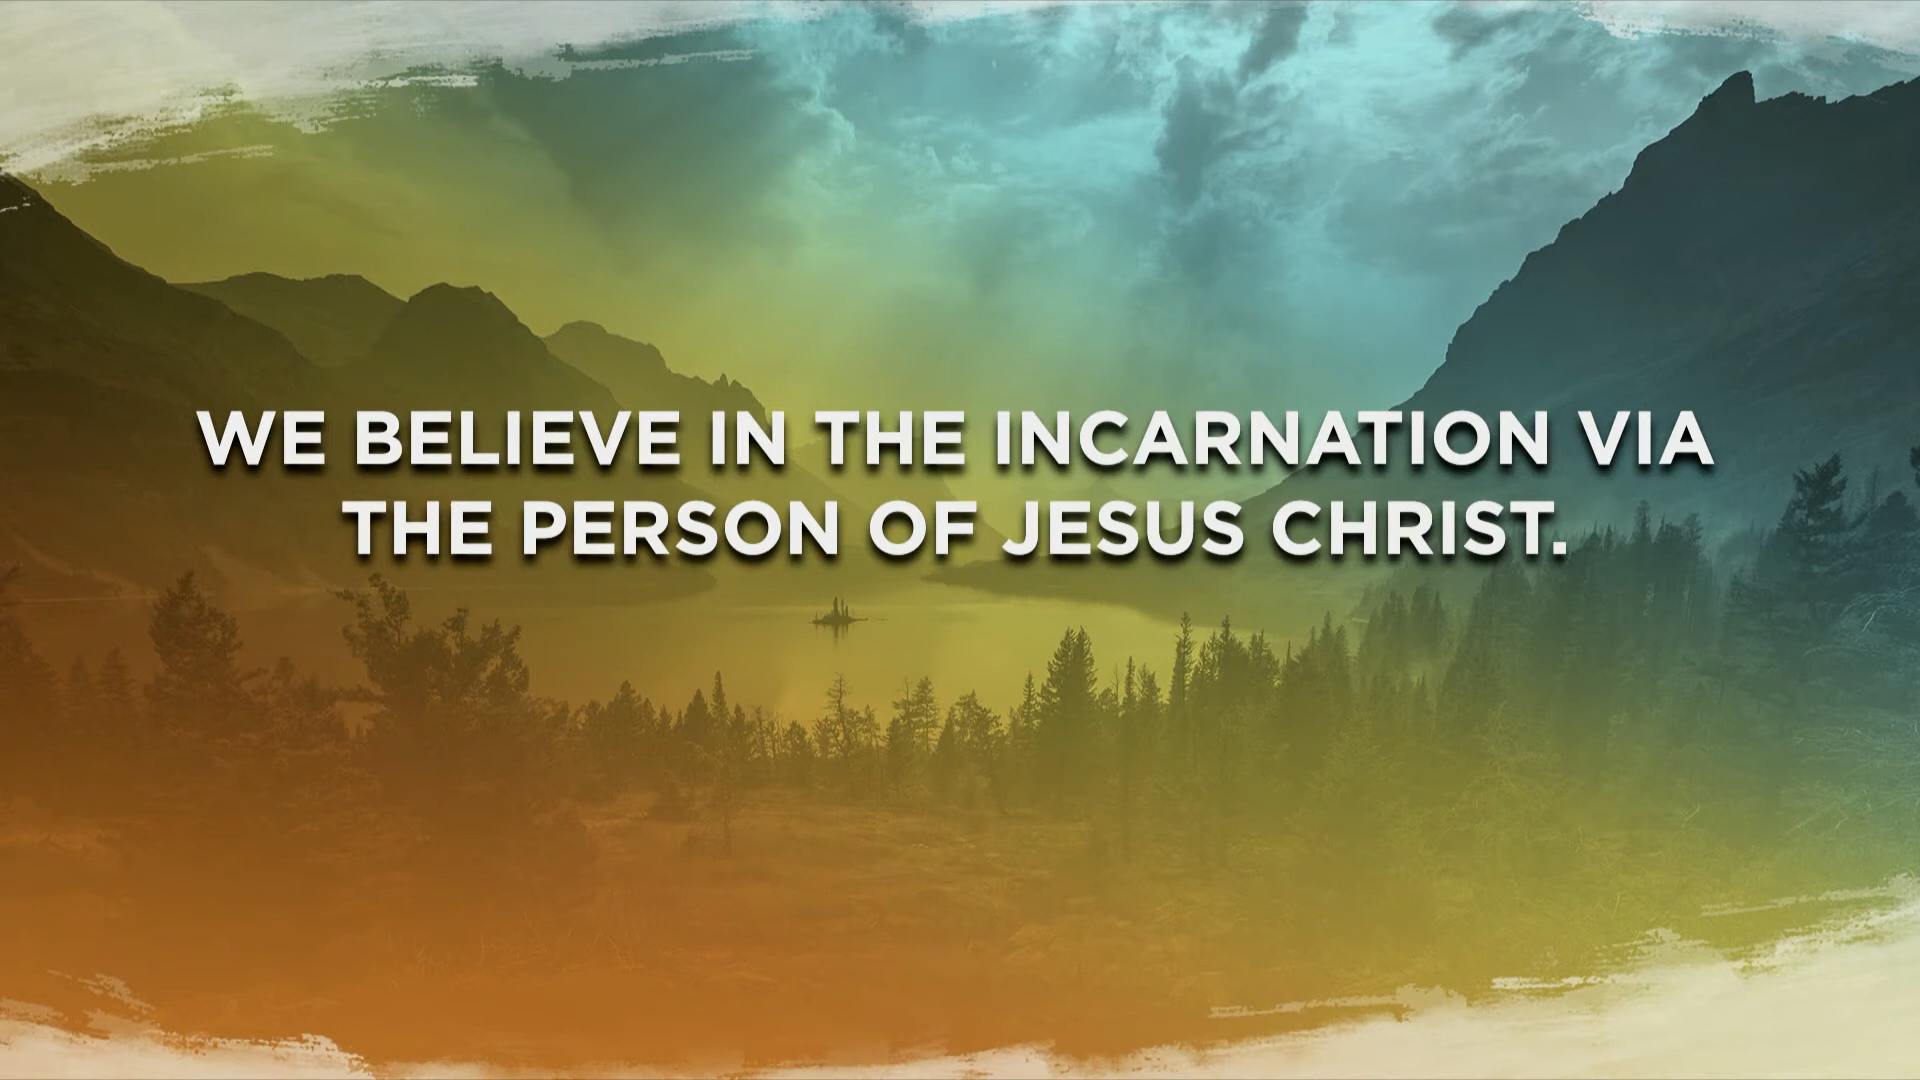 WE BELIEVE IN THE INCARNATION VIA
THE PERSON OF JESUS CHRIST.